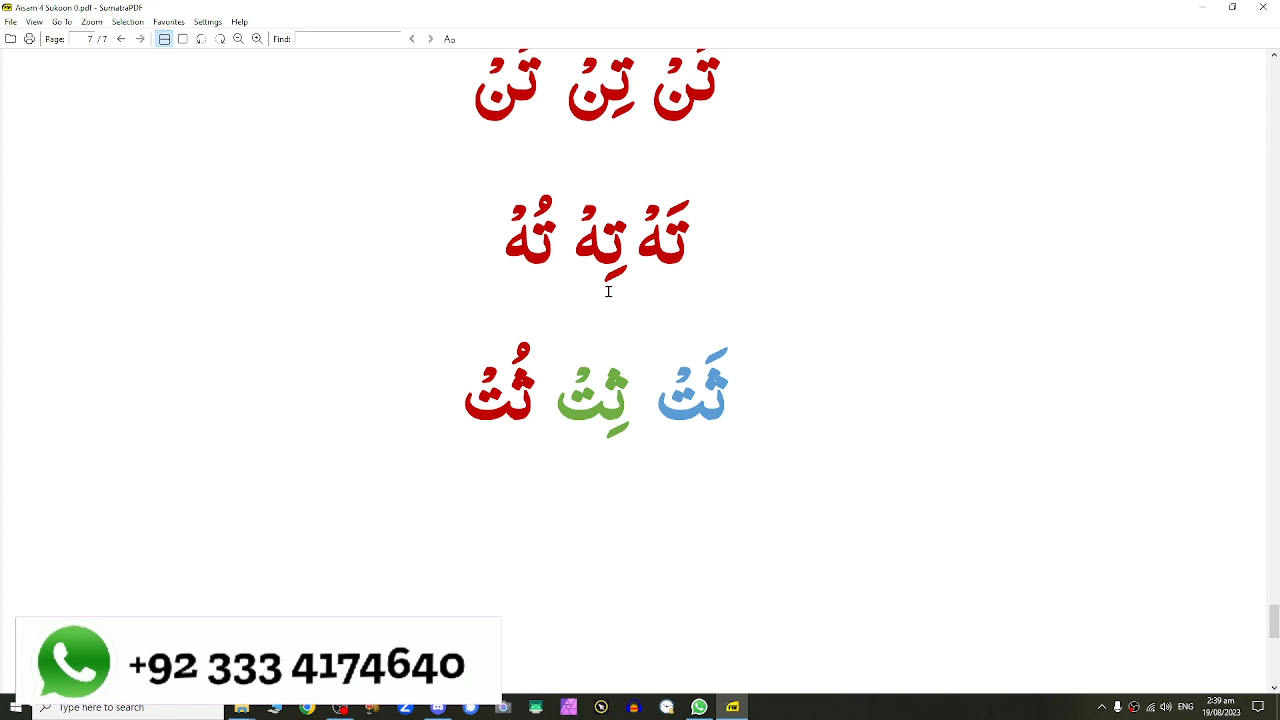 Aisam 4 Sukoon 0.pdf - SumatraPDF
File View Go To Zoom Selection Favorites Settings Help
Page: 7 / 7 Find:
تَنْ تِنْ تَنْ
تَهْ تِهْ تُهْ
ثَتْ ثِتْ ثُتْ
+92 333 4174640
Type here to search
ENG 2:39 am
19/08/2023